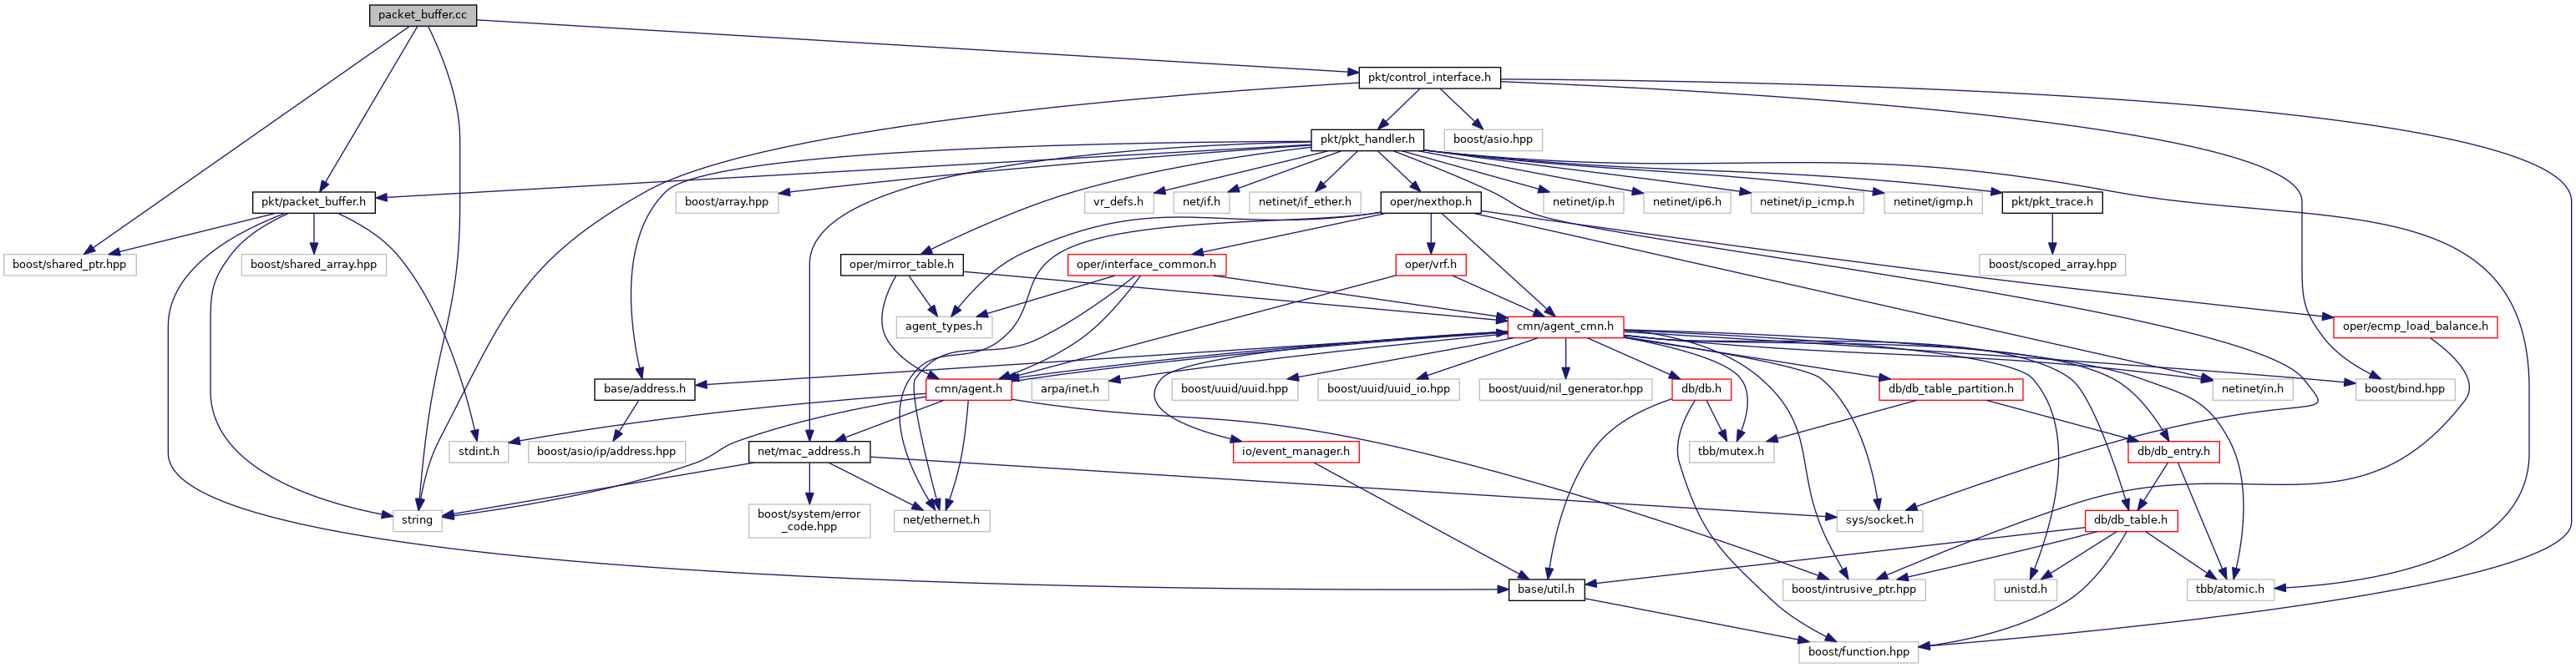 packet_buffer.cc
pkt/control_interface.h
pkt/pkt_handler.h
boost/asio.hpp
pkt/packet_buffer.h
boost/array.hpp
vr_defs.h
net/if.h
netinet/if_ether.h
oper/nexthop.h
netinet/ip.h
netinet/ip6.h
netinet/ip_icmp.h
netinet/igmp.h
pkt/pkt_trace.h
boost/shared_ptr.hpp
boost/shared_array.hpp
oper/mirror_table.h
oper/interface_common.h
oper/vrf.h
boost/scoped_array.hpp
agent_types.h
cmn/agent_cmn.h
oper/ecmp_load_balance.h
base/address.h
cmn/agent.h
arpa/inet.h
boost/uuid/uuid.hpp
boost/uuid/uuid_io.hpp
boost/uuid/nil_generator.hpp
db/db.h
db/db_table_partition.h
netinet/in.h
boost/bind.hpp
stdint.h
boost/asio/ip/address.hpp
net/mac_address.h
io/event_manager.h
tbb/mutex.h
db/db_entry.h
string
boost/system/error
_code.hpp
net/ethernet.h
sys/socket.h
db/db_table.h
base/util.h
boost/intrusive_ptr.hpp
unistd.h
tbb/atomic.h
boost/function.hpp